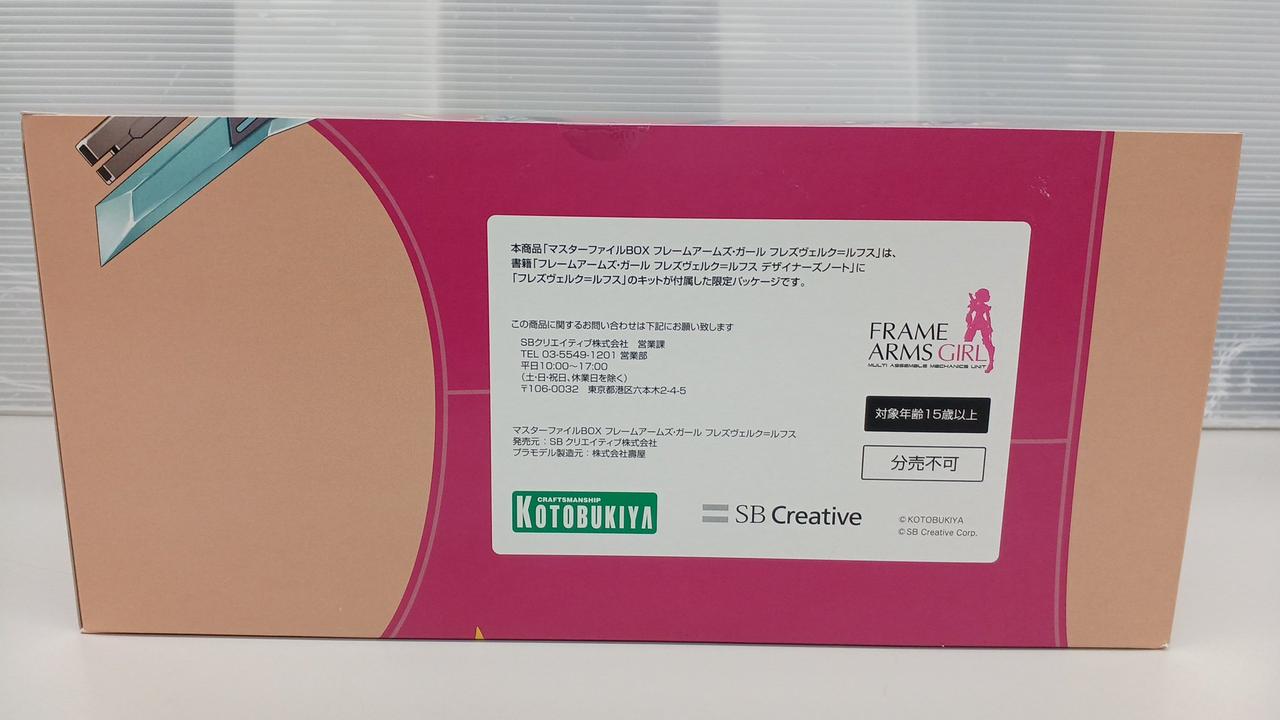 本商品「マスターファイルBOX フレームアームズ・ガール フレズヴェルク=ルフス」は、
書籍「フレームアームズ・ガール フレズヴェルク=ルフス デザイナーズノート」に
「フレズヴェルク=ルフス」のキットが付属した限定パッケージです。
この商品に関するお問い合わせは下記にお願い致します
SBクリエイティブ株式会社　営業課
TEL 03-5549-1201 営業部
平日10:00～17:00
（土・日・祝日、休業日を除く）
〒106-0032　東京都港区六本木2-4-5
マスターファイルBOX フレームアームズ・ガール フレズヴェルク=ルフス
発売元：SB クリエイティブ株式会社
プラモデル製造元：株式会社壽屋
FRAME
ARMS GIRL
MULTI ASSEMBLE MECHANICS UNIT
対象年齢15歳以上
分売不可
CRAFTSMANSHIP
KOTOBUKIYA
SB Creative
© KOTOBUKIYA
© SB Creative Corp.